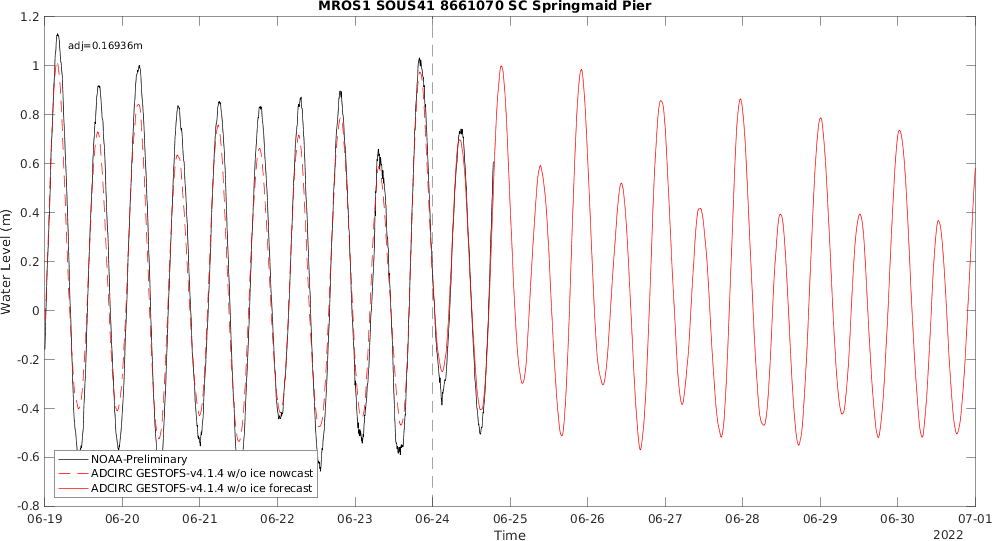 MROS1 SOUS41 8661070 SC Springmaid Pier
adj=0.16936m
Water Level (m)
1.2
1
0.8
0.6
0.4
0.2
0
-0.2
-0.4
-0.6
-0.8
NOAA-Preliminary
ADCIRC GESTOFS-v4.1.4 w/o ice nowcast
ADCIRC GESTOFS-v4.1.4 w/o ice forecast
06-19 06-20 06-21 06-22 06-23 06-24 06-25 06-26 06-27 06-28 06-29 06-30 07-01
Time
2022